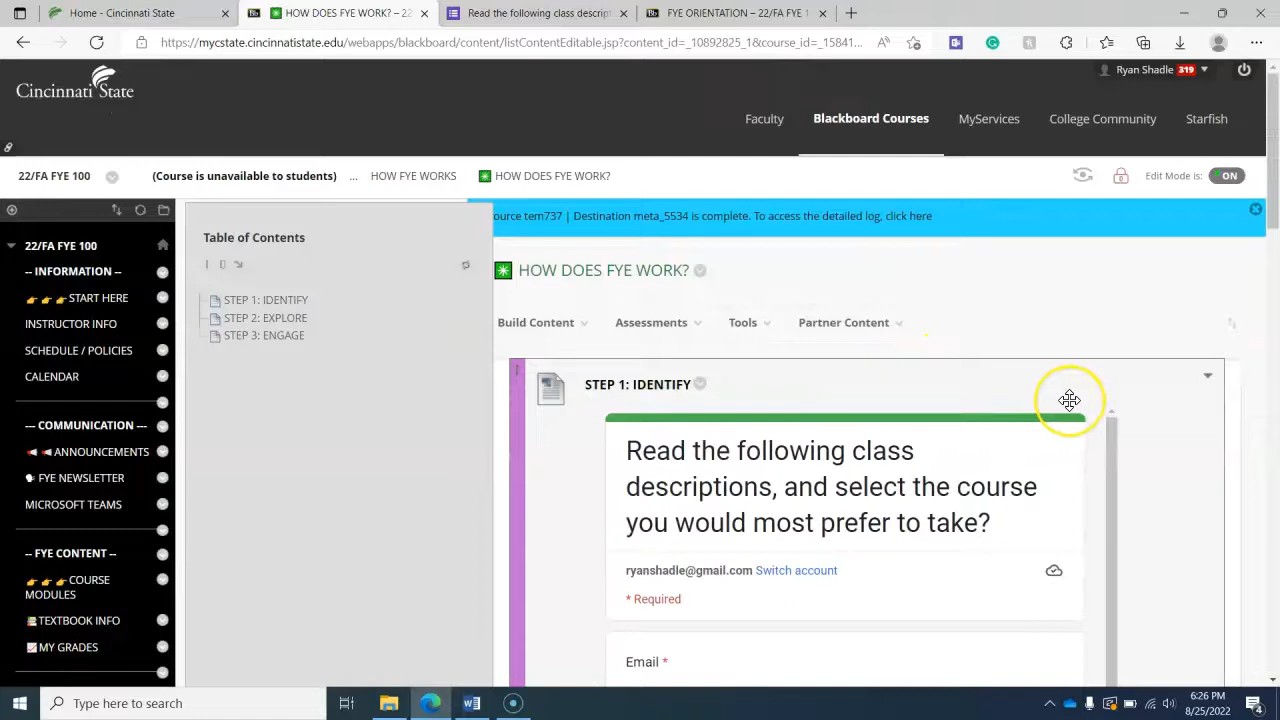 Home - Cincinnati State
HOW DOES FYE WORK? – 22
Read the following class descript
FYE ORIENTATION – 22/FA FYE 1
https://mycstate.cincinnatistate.edu/webapps/blackboard/content/listContentEditable.jsp?content_id=_10892825_1&course_id=_15841...
Cincinnati State
Ryan Shadle 319
Faculty
Blackboard Courses
MyServices
College Community
Starfish
22/FA FYE 100
(Course is unavailable to students)
...
HOW FYE WORKS
HOW DOES FYE WORK?
Edit Mode is: ON
ource tem737 | Destination meta_5534 is complete. To access the detailed log, click here
22/FA FYE 100
-- INFORMATION --
START HERE
INSTRUCTOR INFO
SCHEDULE / POLICIES
CALENDAR
--- COMMUNICATION --
ANNOUNCEMENTS
FYE NEWSLETTER
MICROSOFT TEAMS
-- FYE CONTENT --
COURSE
MODULES
TEXTBOOK INFO
MY GRADES
Table of Contents
STEP 1: IDENTIFY
STEP 2: EXPLORE
STEP 3: ENGAGE
HOW DOES FYE WORK?
Build Content
Assessments
Tools
Partner Content
STEP 1: IDENTIFY
Read the following class
descriptions, and select the course
you would most prefer to take?
ryanshadle@gmail.com Switch account
* Required
Email *
Type here to search
6:26 PM
8/25/2022
4